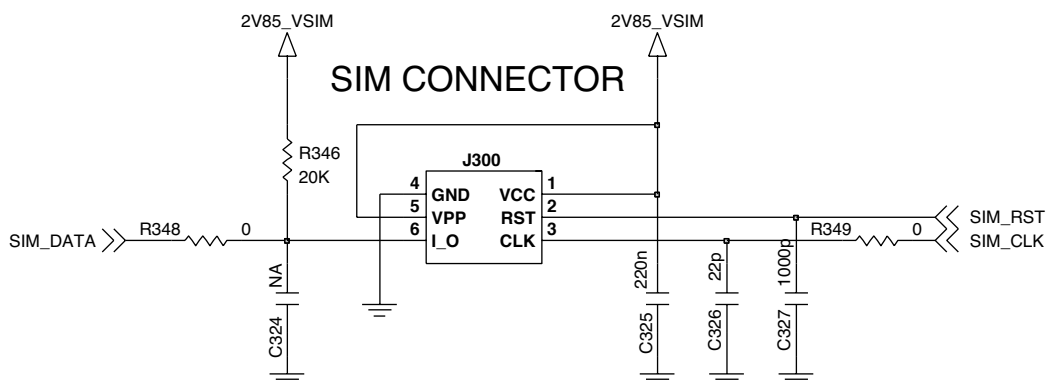 2V85_VSIM
2V85_VSIM
SIM CONNECTOR
R346
20K
J300
4 GND VCC 1
5 VPP RST 2
6 I_O CLK 3
SIM_DATA
R348 0
R349 0
SIM_RST
SIM_CLK
NA
C324
220n
C325
22p
C326
1000p
C327